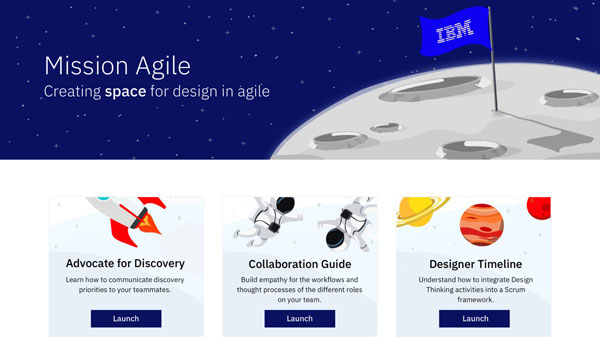 IBM
Mission Agile
Creating space for design in agile
Advocate for Discovery
Learn how to communicate discovery
priorities to your teammates.
Launch
Collaboration Guide
Build empathy for the workflows and
thought processes of the different roles
on your team.
Launch
Designer Timeline
Understand how to integrate Design
Thinking activities into a Scrum
framework.
Launch